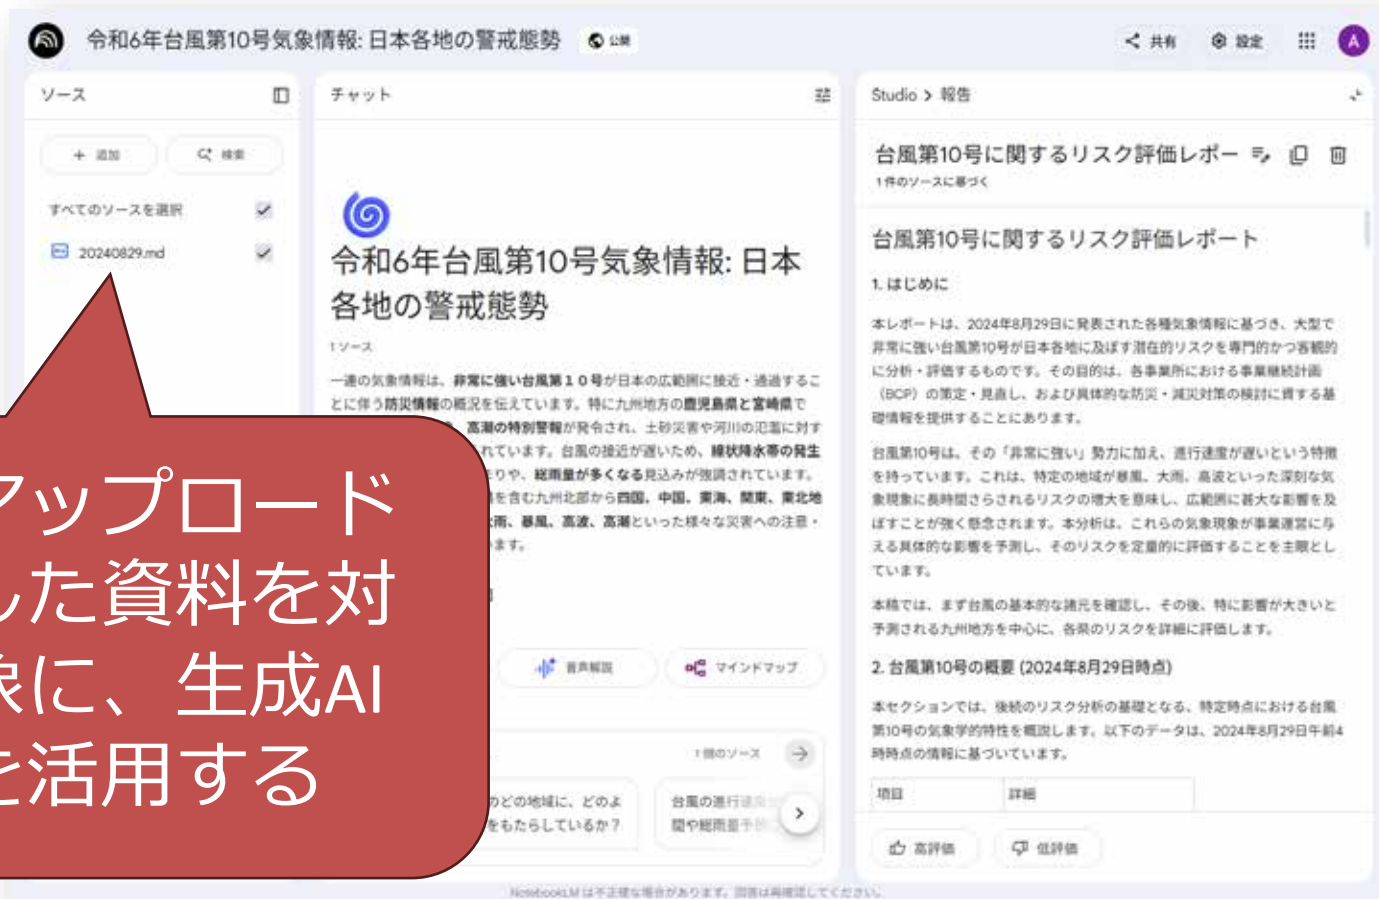 令和6年台風第10号気象情報: 日本各地の警戒態勢
公開
共有
設定
A
ソース
+ 追加
検索
すべてのソースを選択
20240829.md
チャット
令和6年台風第10号気象情報: 日本
各地の警戒態勢
1 ソース
一連の気象情報は、非常に強い台風第１０号が日本の広範囲に接近・通過するこ
とに伴う防災情報の概況を伝えています。特に九州地方の鹿児島県と宮崎県で
高潮の特別警報が発令され、土砂災害や河川の氾濫に対す
れています。台風の接近が遅いため、線状降水帯の発生
りや、総雨量が多くなる見込みが強調されています。
を含む九州北部から四国、中国、東海、関東、東北地
雨、暴風、高波、高潮といった様々な災害への注意・
ます。
音声解説
マインドマップ
1 個のソース
のどの地域に、どのよ
をもたらしているか？
台風の進行速度
間や総雨量予
アップロード
した資料を対
象に、生成AI
を活用する
Studio > 報告
台風第10号に関するリスク評価レポー
1 件のソースに基づく
台風第10号に関するリスク評価レポート
1. はじめに
本レポートは、2024年8月29日に発表された各種気象情報に基づき、大型で
非常に強い台風第10号が日本各地に及ぼす潜在的リスクを専門的かつ客観的
に分析・評価するものです。その目的は、各事業所における事業継続計画
（BCP）の策定・見直し、および具体的な防災・減災対策の検討に資する基
礎情報を提供することにあります。
台風第10号は、その「非常に強い」勢力に加え、進行速度が遅いという特徴
を持っています。これは、特定の地域が暴風、大雨、高波といった深刻な気
象現象に長時間さらされるリスクの増大を意味し、広範囲に甚大な影響を及
ぼすことが強く懸念されます。本分析は、これらの気象現象が事業運営に与
える具体的な影響を予測し、そのリスクを定量的に評価することを主眼とし
ています。
本稿では、まず台風の基本的な諸元を確認し、その後、特に影響が大きいと
予測される九州地方を中心に、各県のリスクを詳細に評価します。
2. 台風第10号の概要 (2024年8月29日時点)
本セクションでは、後続のリスク分析の基礎となる、特定時点における台風
第10号の気象学的特性を概説します。以下のデータは、2024年8月29日午前4
時時点の情報に基づいています。
項目
詳細
高評価
低評価
NotebookLM は不正確な場合があります。回答は再確認してください。